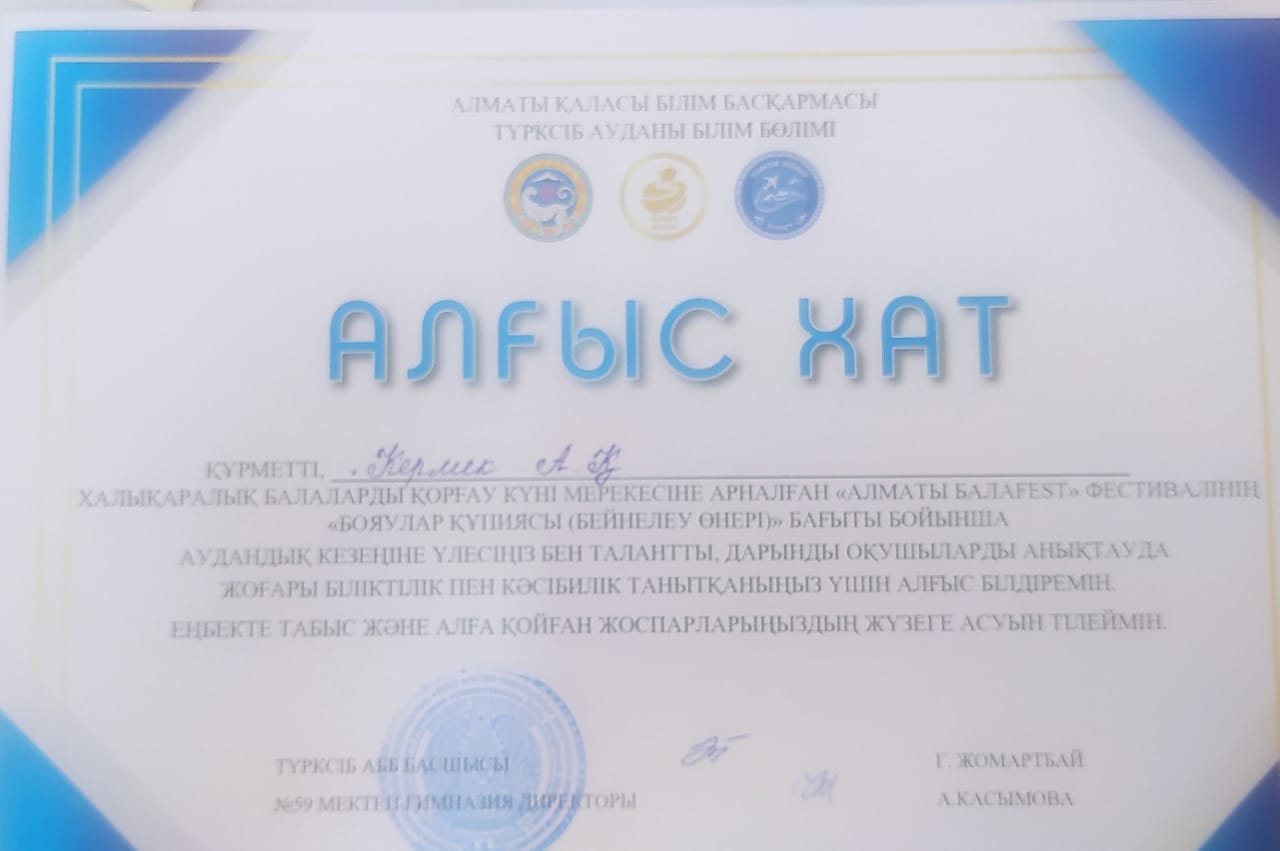 АЛМАТЫ ҚАЛАСЫ БІЛІМ БАСҚАРМАСЫ
ТҮРКСІБ АУДАНЫ БІЛІМ БӨЛІМІ
АЛҒЫС ХАТ
ҚҰРМЕТТІ, Кермек А Қ
ХАЛЫҚАРАЛЫҚ БАЛАЛАРДЫ ҚОРҒАУ КҮНІ МЕРЕКЕСІНЕ АРНАЛҒАН «АЛМАТЫ БАЛАFEST» ФЕСТИВАЛІНІҢ
«БОЯУЛАР ҚҰПИЯСЫ (БЕЙНЕЛЕУ ӨНЕРІ)» БАҒЫТЫ БОЙЫНША
АУДАНДЫҚ КЕЗЕҢІНЕ ҮЛЕСІҢІЗ БЕН ТАЛАНТТЫ, ДАРЫНДЫ ОҚУШЫЛАРДЫ АНЫҚТАУДА
ЖОҒАРЫ БІЛІКТІЛІК ПЕН КӘСІБИЛІК ТАНЫТҚАНЫҢЫЗ ҮШІН АЛҒЫС БІЛДІРЕМІН.
ЕҢБЕКТЕ ТАБЫС ЖӘНЕ АЛҒА ҚОЙҒАН ЖОСПАРЛАРЫҢЫЗДЫҢ ЖҮЗЕГЕ АСУЫН ТІЛЕЙМІН.
ТҮРКСІБ АББ БАСШЫСЫ Г. ЖОМАРТБАЙ
№59 МЕКТЕП-ГИМНАЗИЯ ДИРЕКТОРЫ А.КАСЫМОВА